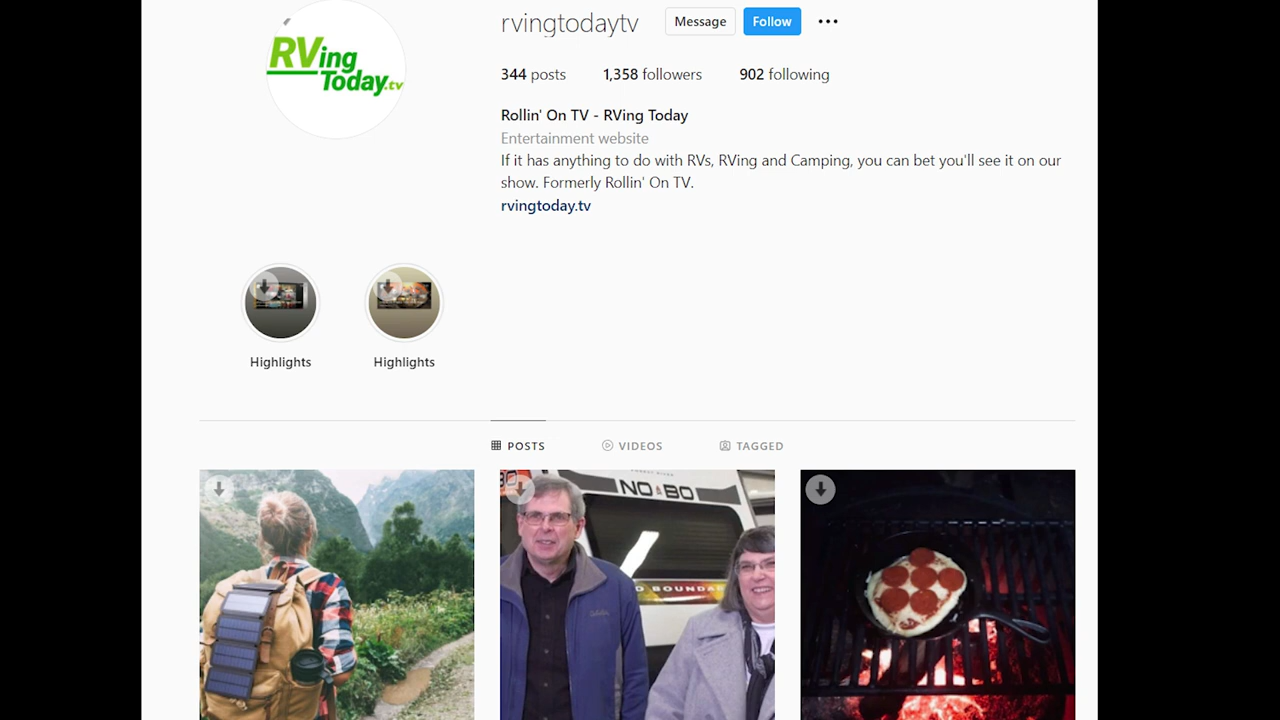 rvingtodaytv Message Follow
RVing
Today.tv
344 posts 1,358 followers 902 following
Rollin' On TV - RVing Today
Entertainment website
If it has anything to do with RVs, RVing and Camping, you can bet you'll see it on our
show. Formerly Rollin' On TV.
rvingtoday.tv
Highlights Highlights
POSTS VIDEOS TAGGED
NO BO
O BOUNDAR